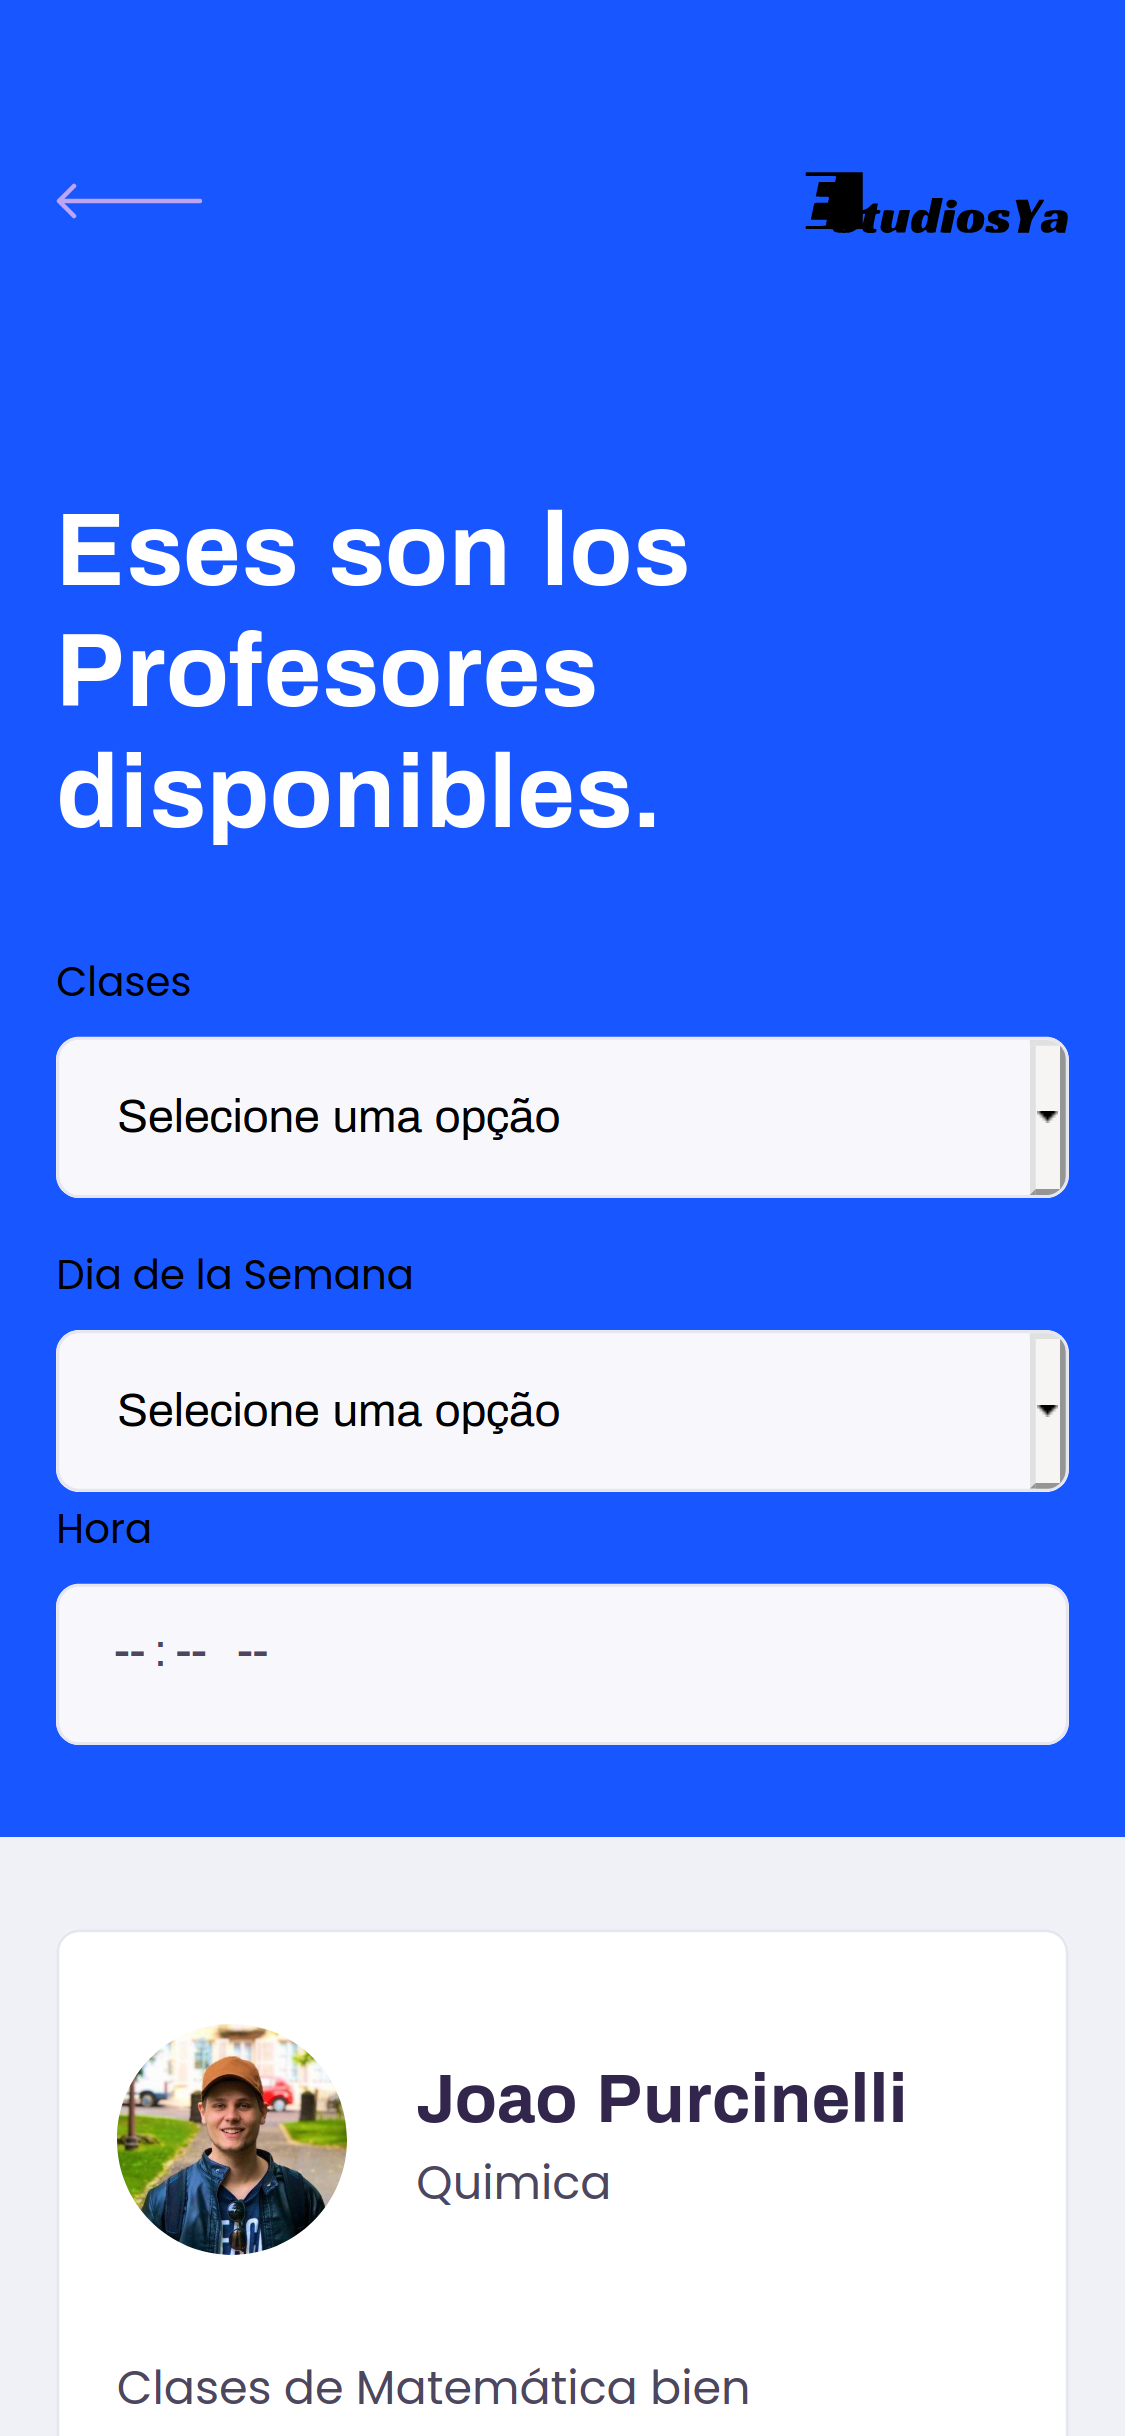 EstudiosYa
Eses son los
Profesores
disponibles.
Clases
Selecione uma opção
Dia de la Semana
Selecione uma opção
Hora
-- : -- --
Joao Purcinelli
Quimica
Clases de Matemática bien